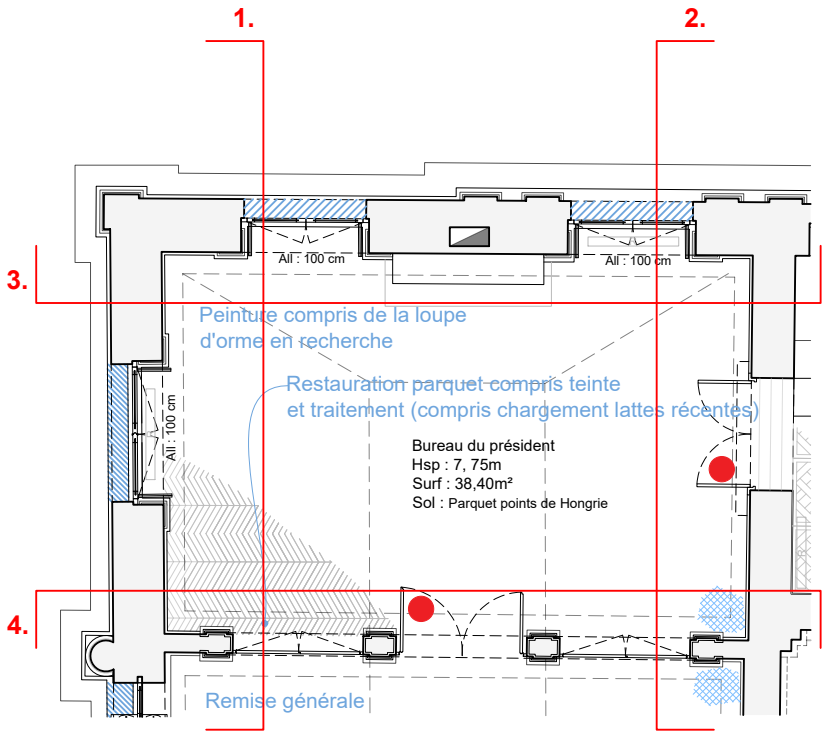 1.
2.
All : 100 cm
All : 100 cm
3.
Peinture compris de la loupe
d'orme en recherche
Restauration parquet compris teinte
et traitement (compris chargement lattes récentes)
All : 100 cm
Bureau du président
Hsp : 7, 75m
Surf : 38,40m²
Sol : Parquet points de Hongrie
4.
Remise générale